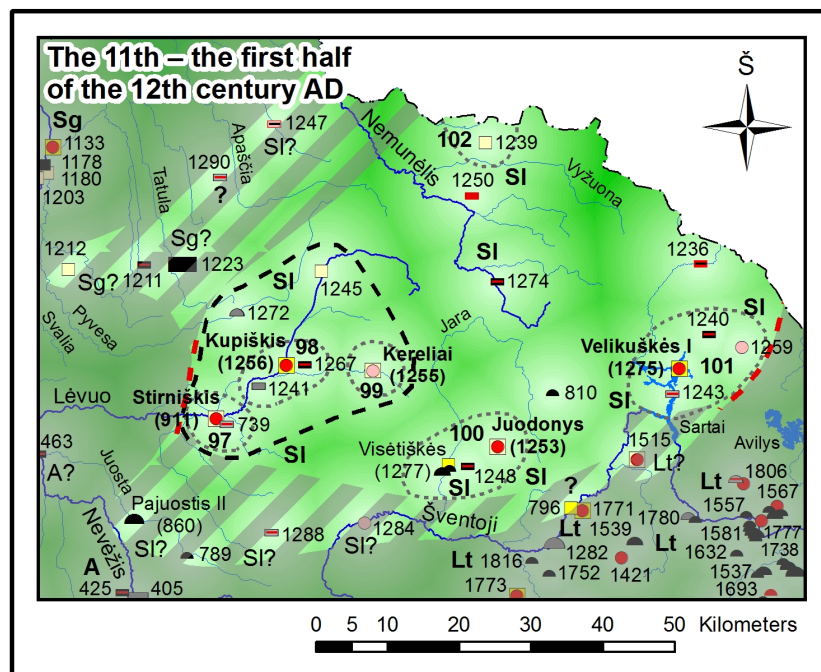 The 11th – the first half
of the 12th century AD
Š
Sg
1133
1178
1180
1203
1247
Sl?
Apaščia
1290
?
Tatula
Nemunėlis
102
1239
Sl
1250
Vyžuona
1212
Sg?
1211
Sg?
1223
Svalia
Pyvesa
1245
Sl
1274
1236
1272
Kupiškis
(1256)
98
1267
1241
Kereliai
(1255)
99
Jara
Sl
1240
1259
Velikuškės I
(1275)
101
1243
Lėvuo
Stirniškis
(911)
97
739
Sl
810
Sl
Sartai
463
A?
Juosta
100
Juodonys
(1253)
Visėtiškės
(1277)
1248
Sl
Sl
1515
Lt?
Avilys
Pajuostis II
(860)
Sl?
789
1288
Sl?
1284
Sl?
Šventoji
?
796
1771
Lt
1539
1780
Lt
Lt
1806
1567
1557
1581
1777
1738
Nevėžis
A
425
405
Lt
1816
1282
1752
1421
1773
1632
1537
1693
0 5 10 20 30 40 50 Kilometers